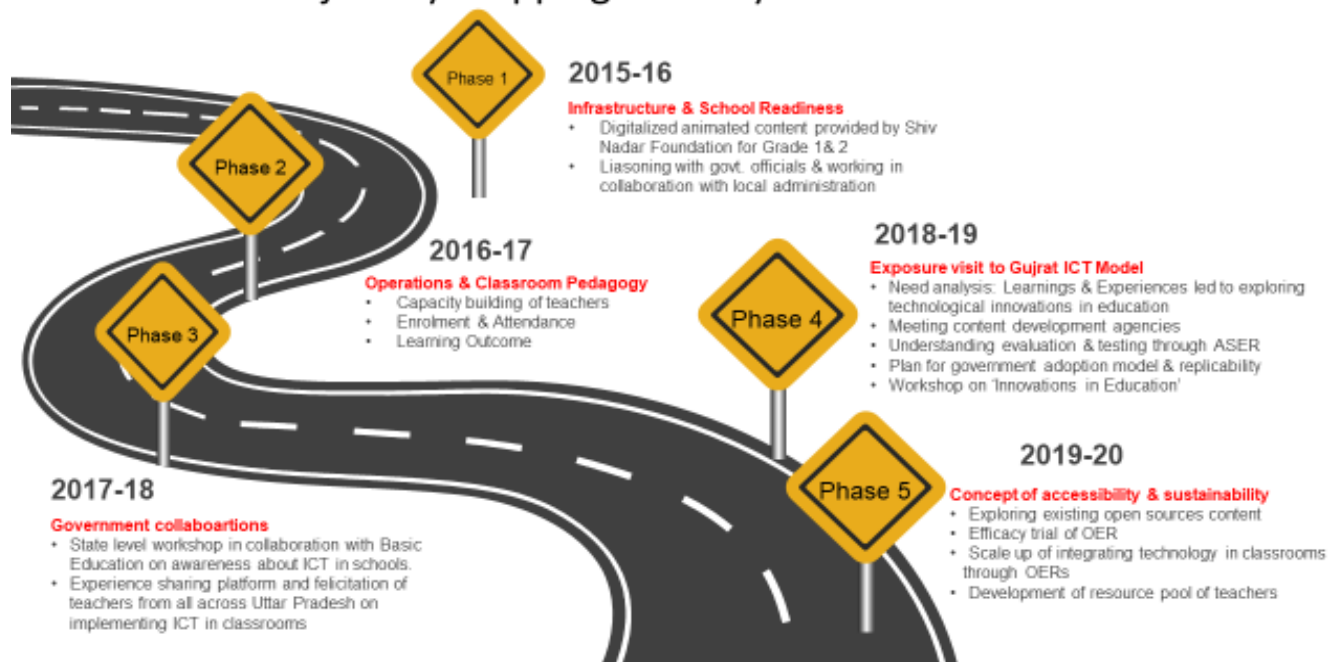 Phase 1
2015-16
Infrastructure & School Readiness
• Digitalized animated content provided by Shiv
Nadar Foundation for Grade 1& 2
• Liasoning with govt. officials & working in
collaboration with local administration
Phase 2
2016-17
Operations & Classroom Pedagogy
• Capacity building of teachers
• Enrolment & Attendance
• Learning Outcome
Phase 3
2017-18
Government collaboartions
• State level workshop in collaboration with Basic
Education on awareness about ICT in schools.
• Experience sharing platform and felicitation of
teachers from all across Uttar Pradesh on
implementing ICT in classrooms
Phase 4
2018-19
Exposure visit to Gujrat ICT Model
• Need analysis: Learnings & Experiences led to exploring
technological innovations in education
• Meeting content development agencies
• Understanding evaluation & testing through ASER
• Plan for government adoption model & replicability
• Workshop on 'Innovations in Education'
Phase 5
2019-20
Concept of accessibility & sustainability
• Exploring existing open sources content
• Efficacy trial of OER
• Scale up of integrating technology in classrooms
through OERs
• Development of resource pool of teachers